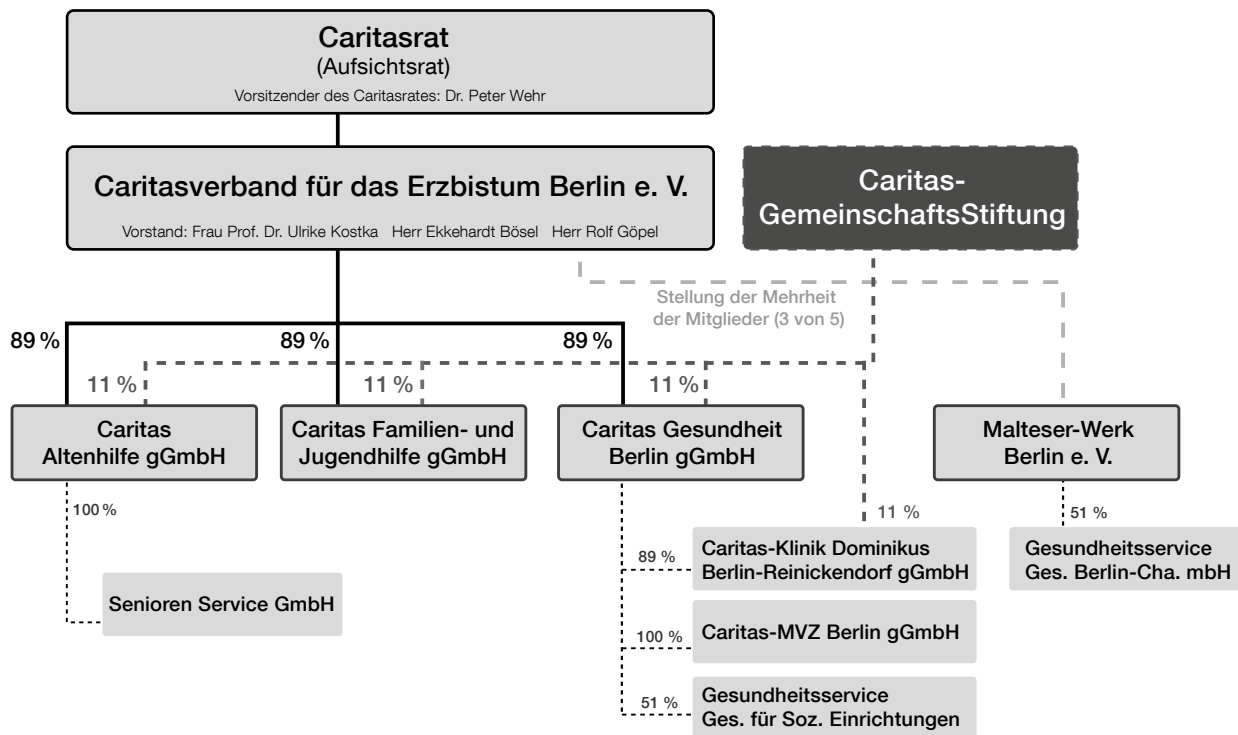 Caritasrat
(Aufsichtsrat)
Vorsitzender des Caritasrates: Dr. Peter Wehr
Caritasverband für das Erzbistum Berlin e. V.
Vorstand: Frau Prof. Dr. Ulrike Kostka Herr Ekkehardt Bösel Herr Rolf Göpel
Caritas-
GemeinschaftsStiftung
Stellung der Mehrheit
der Mitglieder (3 von 5)
89 %
89 %
89 %
11 %
11 %
11 %
Caritas
Altenhilfe gGmbH
Caritas Familien- und
Jugendhilfe gGmbH
Caritas Gesundheit
Berlin gGmbH
Malteser-Werk
Berlin e. V.
100 %
11 %
51 %
Senioren Service GmbH
89 %
Caritas-Klinik Dominikus
Berlin-Reinickendorf gGmbH
Gesundheitsservice
Ges. Berlin-Cha. mbH
100 %
Caritas-MVZ Berlin gGmbH
51 %
Gesundheitsservice
Ges. für Soz. Einrichtungen